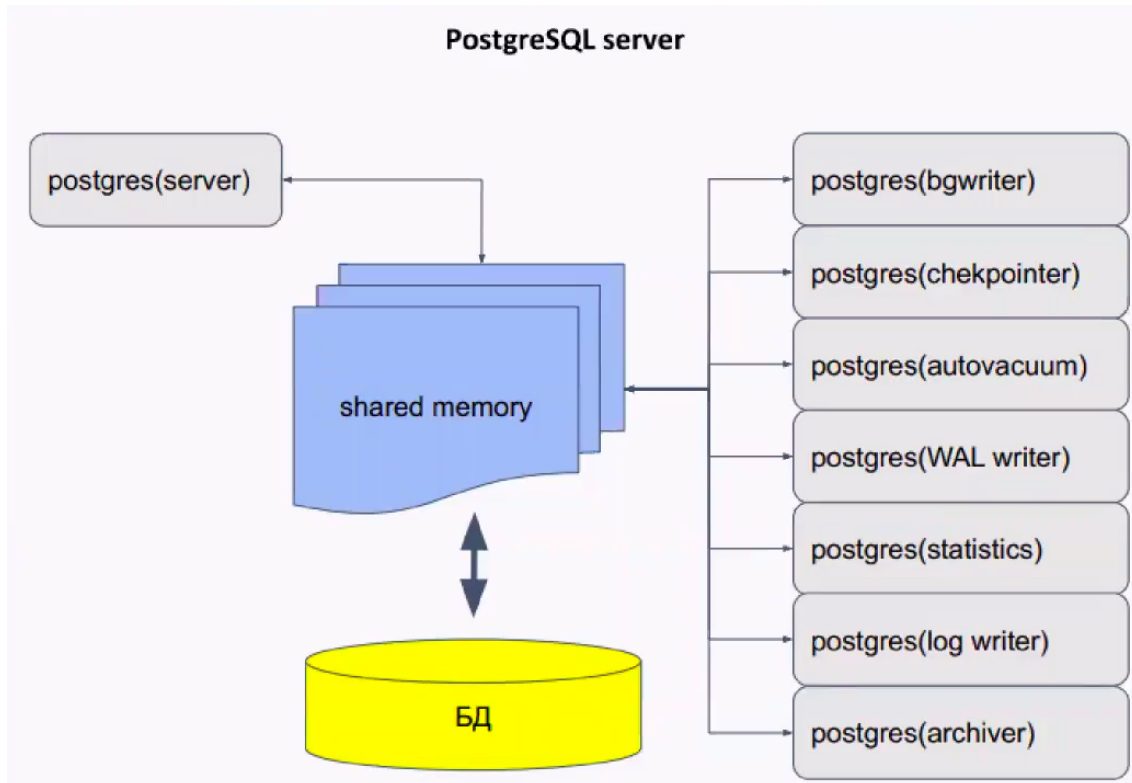 PostgreSQL server
postgres(server)
postgres(bgwriter)
postgres(chekpointer)
postgres(autovacuum)
shared memory
postgres(WAL writer)
postgres(statistics)
postgres(log writer)
БД
postgres(archiver)